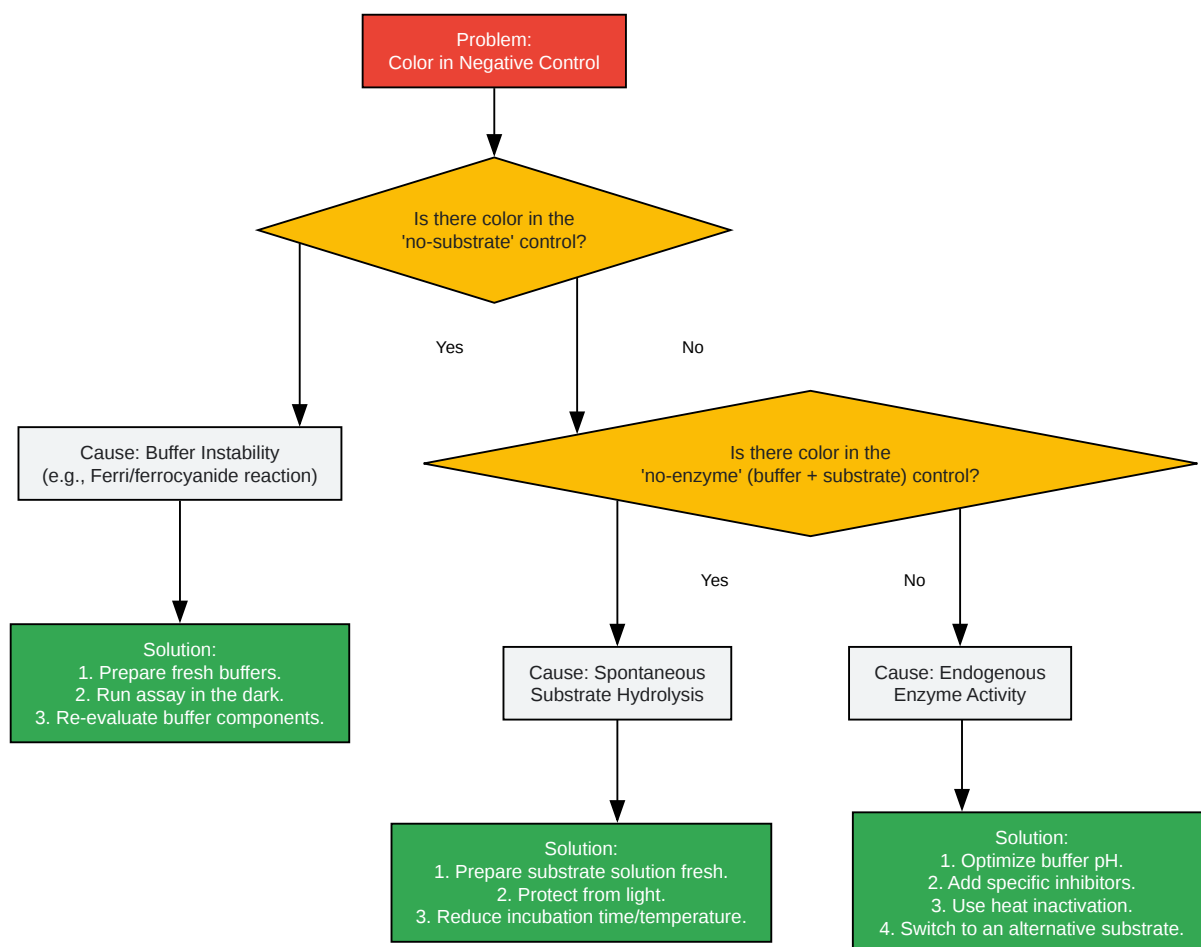 Problem:
Color in Negative Control
Is there color in the
'no-substrate' control?
Yes
No
Cause: Buffer Instability
(e.g., Ferri/ferrocyanide reaction)
Is there color in the
'no-enzyme' (buffer + substrate) control?
Yes
No
Solution:
1. Prepare fresh buffers.
2. Run assay in the dark.
3. Re-evaluate buffer components.
Cause: Spontaneous
Substrate Hydrolysis
Cause: Endogenous
Enzyme Activity
Solution:
1. Prepare substrate solution fresh.
2. Protect from light.
3. Reduce incubation time/temperature.
Solution:
1. Optimize buffer pH.
2. Add specific inhibitors.
3. Use heat inactivation.
4. Switch to an alternative substrate.